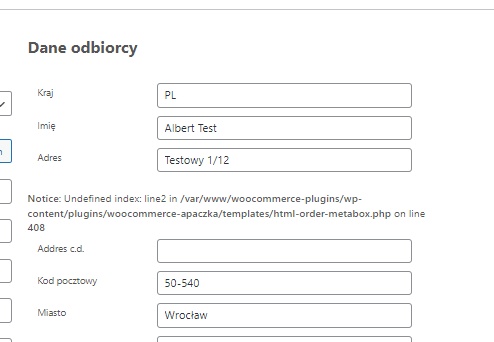 Dane odbiorcy
Kraj
PL
Imię
Albert Test
Adres
Testowy 1/12
Notice: Undefined index: line2 in /var/www/woocommerce-plugins/wp-
content/plugins/woocommerce-apaczka/templates/html-order-metabox.php on line
408
Addres c.d.
Kod pocztowy
50-540
Miasto
Wrocław